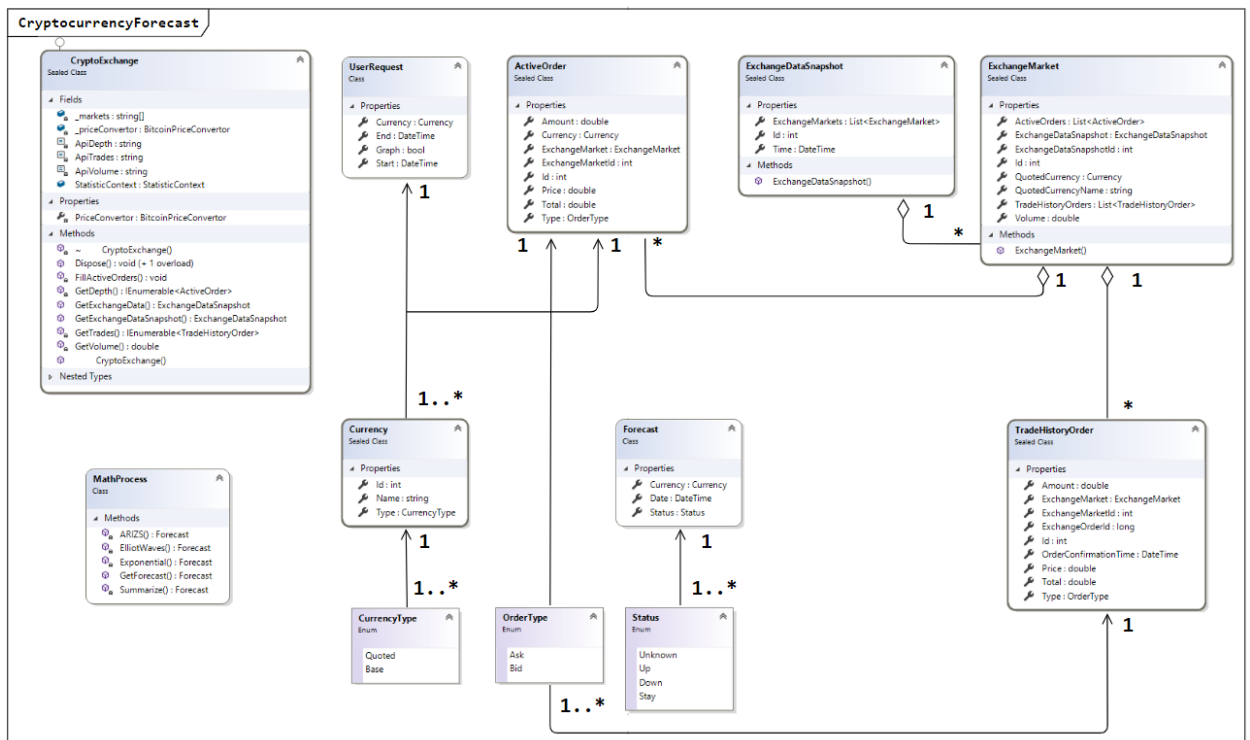 CryptocurrencyForecast
CryptoExchange
Sealed Class
Fields
_markets : string[]
_priceConvertor : BitcoinPriceConvertor
ApiDepth : string
ApiTrades : string
ApiVolume : string
StatisticContext : StatisticContext
Properties
PriceConvertor : BitcoinPriceConvertor
Methods
~ CryptoExchange()
Dispose() : void (+ 1 overload)
FillActiveOrders() : void
GetDepth() : IEnumerable<ActiveOrder>
GetExchangeData() : ExchangeDataSnapshot
GetExchangeDataSnapshot() : ExchangeDataSnapshot
GetTrades() : IEnumerable<TradeHistoryOrder>
GetVolume() : double
CryptoExchange()
Nested Types
UserRequest
Class
Properties
Currency : Currency
End : DateTime
Graph : bool
Start : DateTime
1
ActiveOrder
Sealed Class
Properties
Amount : double
Currency : Currency
ExchangeMarket : ExchangeMarket
ExchangeMarketId : int
Id : int
Price : double
Total : double
Type : OrderType
1
1
*
ExchangeDataSnapshot
Sealed Class
Properties
ExchangeMarkets : List<ExchangeMarket>
Id : int
Time : DateTime
Methods
ExchangeDataSnapshot()
1
*
ExchangeMarket
Sealed Class
Properties
ActiveOrders : List<ActiveOrder>
ExchangeDataSnapshot : ExchangeDataSnapshot
ExchangeDataSnapshotId : int
Id : int
QuotedCurrency : Currency
QuotedCurrencyName : string
TradeHistoryOrders : List<TradeHistoryOrder>
Volume : double
Methods
ExchangeMarket()
1
1
1..*
*
MathProcess
Class
Methods
ARIZS() : Forecast
ElliotWaves() : Forecast
Exponential() : Forecast
GetForecast() : Forecast
Summarize() : Forecast
Currency
Sealed Class
Properties
Id : int
Name : string
Type : CurrencyType
1
1..*
Forecast
Class
Properties
Currency : Currency
Date : DateTime
Status : Status
1
1..*
TradeHistoryOrder
Sealed Class
Properties
Amount : double
ExchangeMarket : ExchangeMarket
ExchangeMarketId : int
ExchangeOrderId : long
Id : int
OrderConfirmationTime : DateTime
Price : double
Total : double
Type : OrderType
1
CurrencyType
Enum
Quoted
Base
OrderType
Enum
Ask
Bid
1..*
Status
Enum
Unknown
Up
Down
Stay